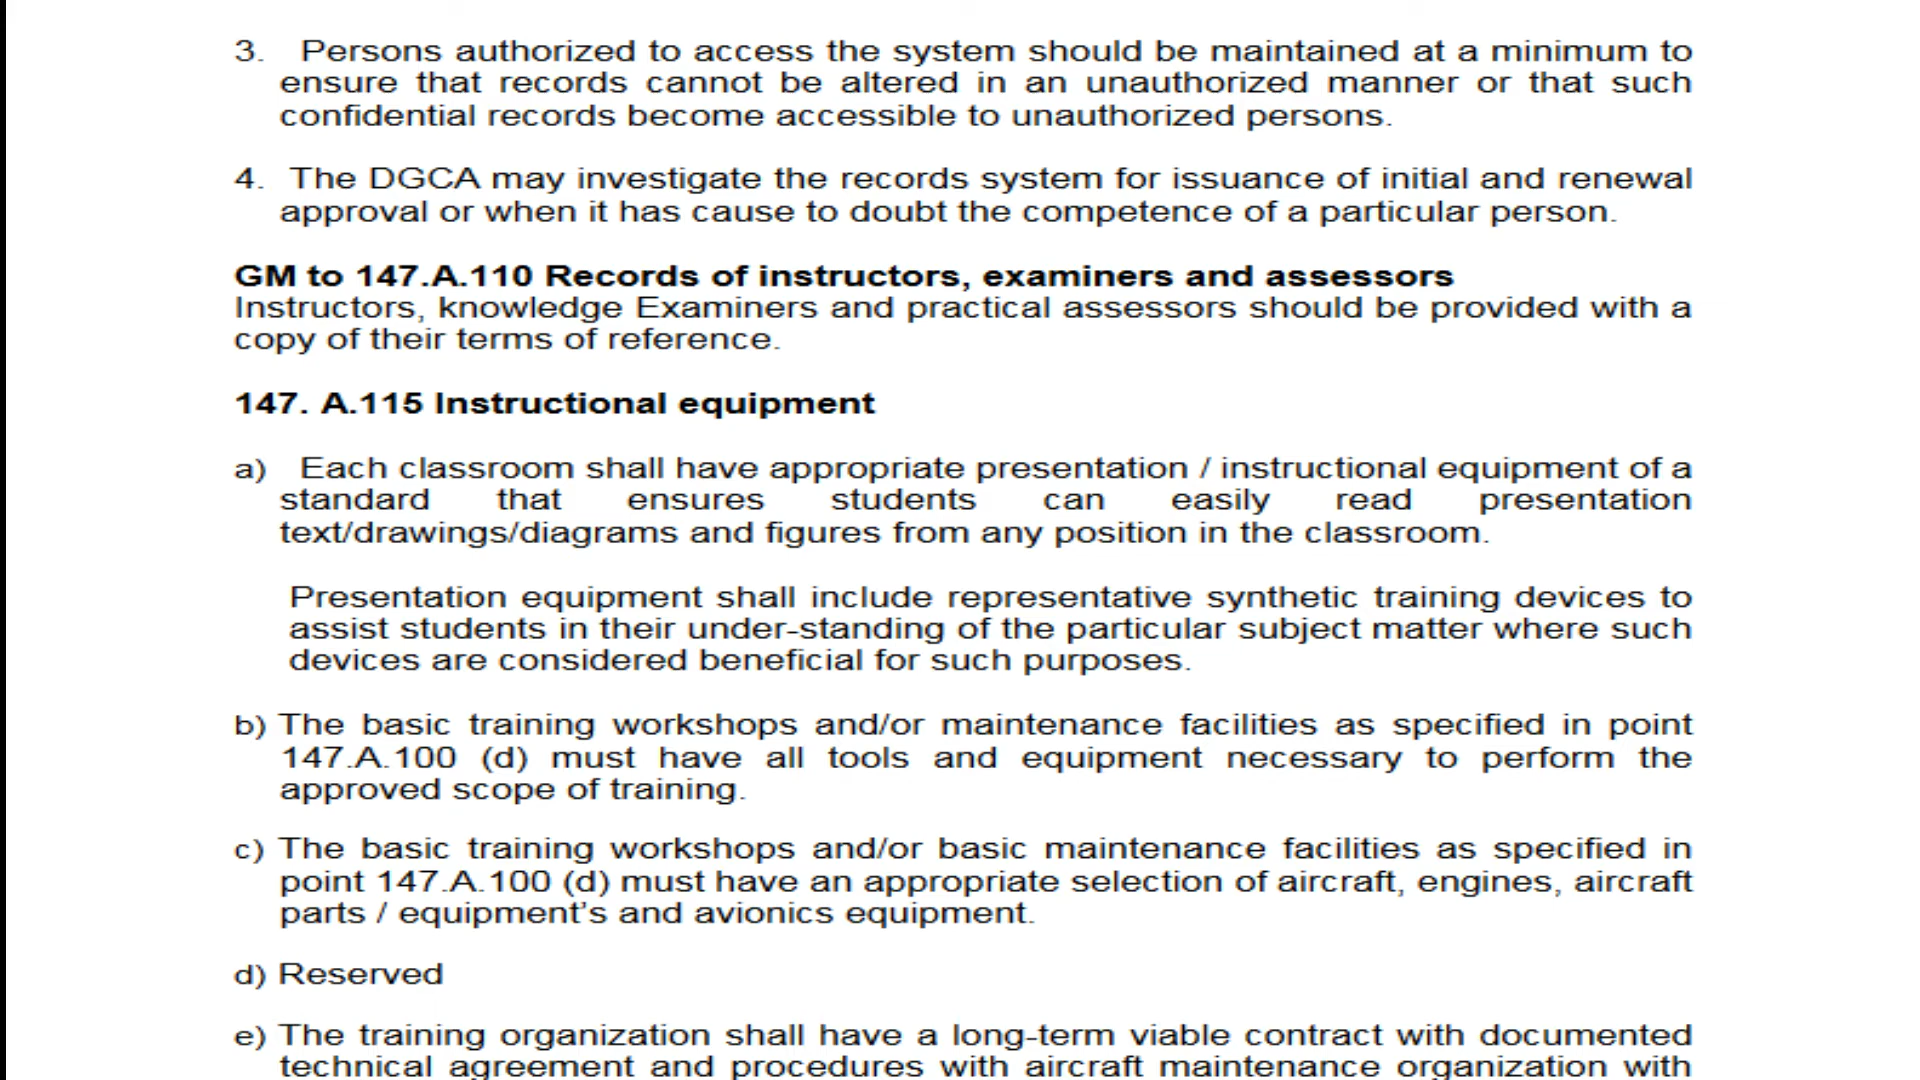 3. Persons authorized to access the system should be maintained at a minimum to
ensure that records cannot be altered in an unauthorized manner or that such
confidential records become accessible to unauthorized persons.
4. The DGCA may investigate the records system for issuance of initial and renewal
approval or when it has cause to doubt the competence of a particular person.
GM to 147.A.110 Records of instructors, examiners and assessors
Instructors, knowledge Examiners and practical assessors should be provided with a
copy of their terms of reference.
147. A.115 Instructional equipment
a) Each classroom shall have appropriate presentation / instructional equipment of a
standard that ensures students can easily read presentation
text/drawings/diagrams and figures from any position in the classroom.
Presentation equipment shall include representative synthetic training devices to
assist students in their under-standing of the particular subject matter where such
devices are considered beneficial for such purposes.
b) The basic training workshops and/or maintenance facilities as specified in point
147.A.100 (d) must have all tools and equipment necessary to perform the
approved scope of training.
c) The basic training workshops and/or basic maintenance facilities as specified in
point 147.A.100 (d) must have an appropriate selection of aircraft, engines, aircraft
parts / equipment's and avionics equipment.
d) Reserved
e) The training organization shall have a long-term viable contract with documented
technical agreement and procedures with aircraft maintenance organization with